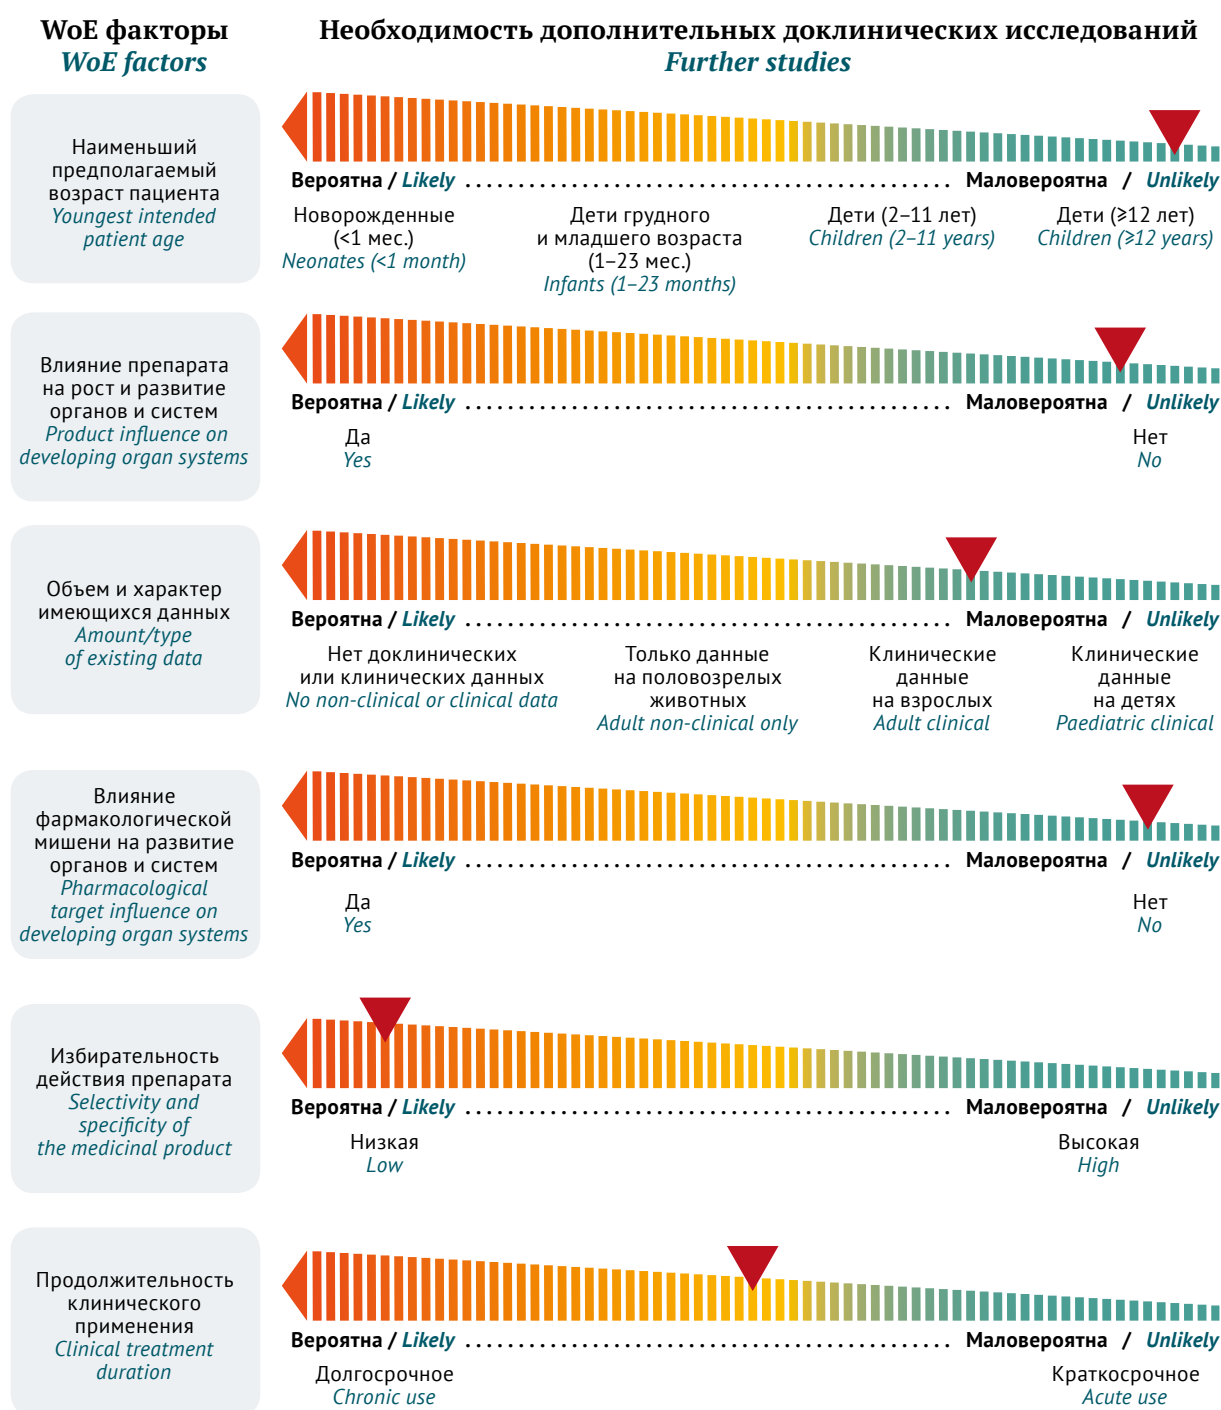 WoE факторы
WoE factors
Необходимость дополнительных доклинических исследований
Further studies
Наименьший
предполагаемый
возраст пациента
Youngest intended
patient age
Вероятна / Likely ................................................ Маловероятна / Unlikely
Новорожденные
(<1 мес.)
Neonates (<1 month)
Дети грудного
и младшего возраста
(1–23 мес.)
Infants (1–23 months)
Дети (2–11 лет)
Children (2–11 years)
Дети (⩾12 лет)
Children (⩾12 years)
Влияние препарата
на рост и развитие
органов и систем
Product influence on
developing organ systems
Вероятна / Likely ................................................ Маловероятна / Unlikely
Да
Yes
Нет
No
Объем и характер
имеющихся данных
Amount/type
of existing data
Вероятна / Likely ................................................ Маловероятна / Unlikely
Нет доклинических
или клинических данных
No non-clinical or clinical data
Только данные
на половозрелых
животных
Adult non-clinical only
Клинические
данные
на взрослых
Adult clinical
Клинические
данные
на детях
Paediatric clinical
Влияние
фармакологической
мишени на развитие
органов и систем
Pharmacological
target influence on
developing organ systems
Вероятна / Likely ................................................ Маловероятна / Unlikely
Да
Yes
Нет
No
Избирательность
действия препарата
Selectivity and
specificity of
the medicinal product
Вероятна / Likely ................................................ Маловероятна / Unlikely
Низкая
Low
Высокая
High
Продолжительность
клинического
применения
Clinical treatment
duration
Вероятна / Likely ................................................ Маловероятна / Unlikely
Долгосрочное
Chronic use
Краткосрочное
Acute use